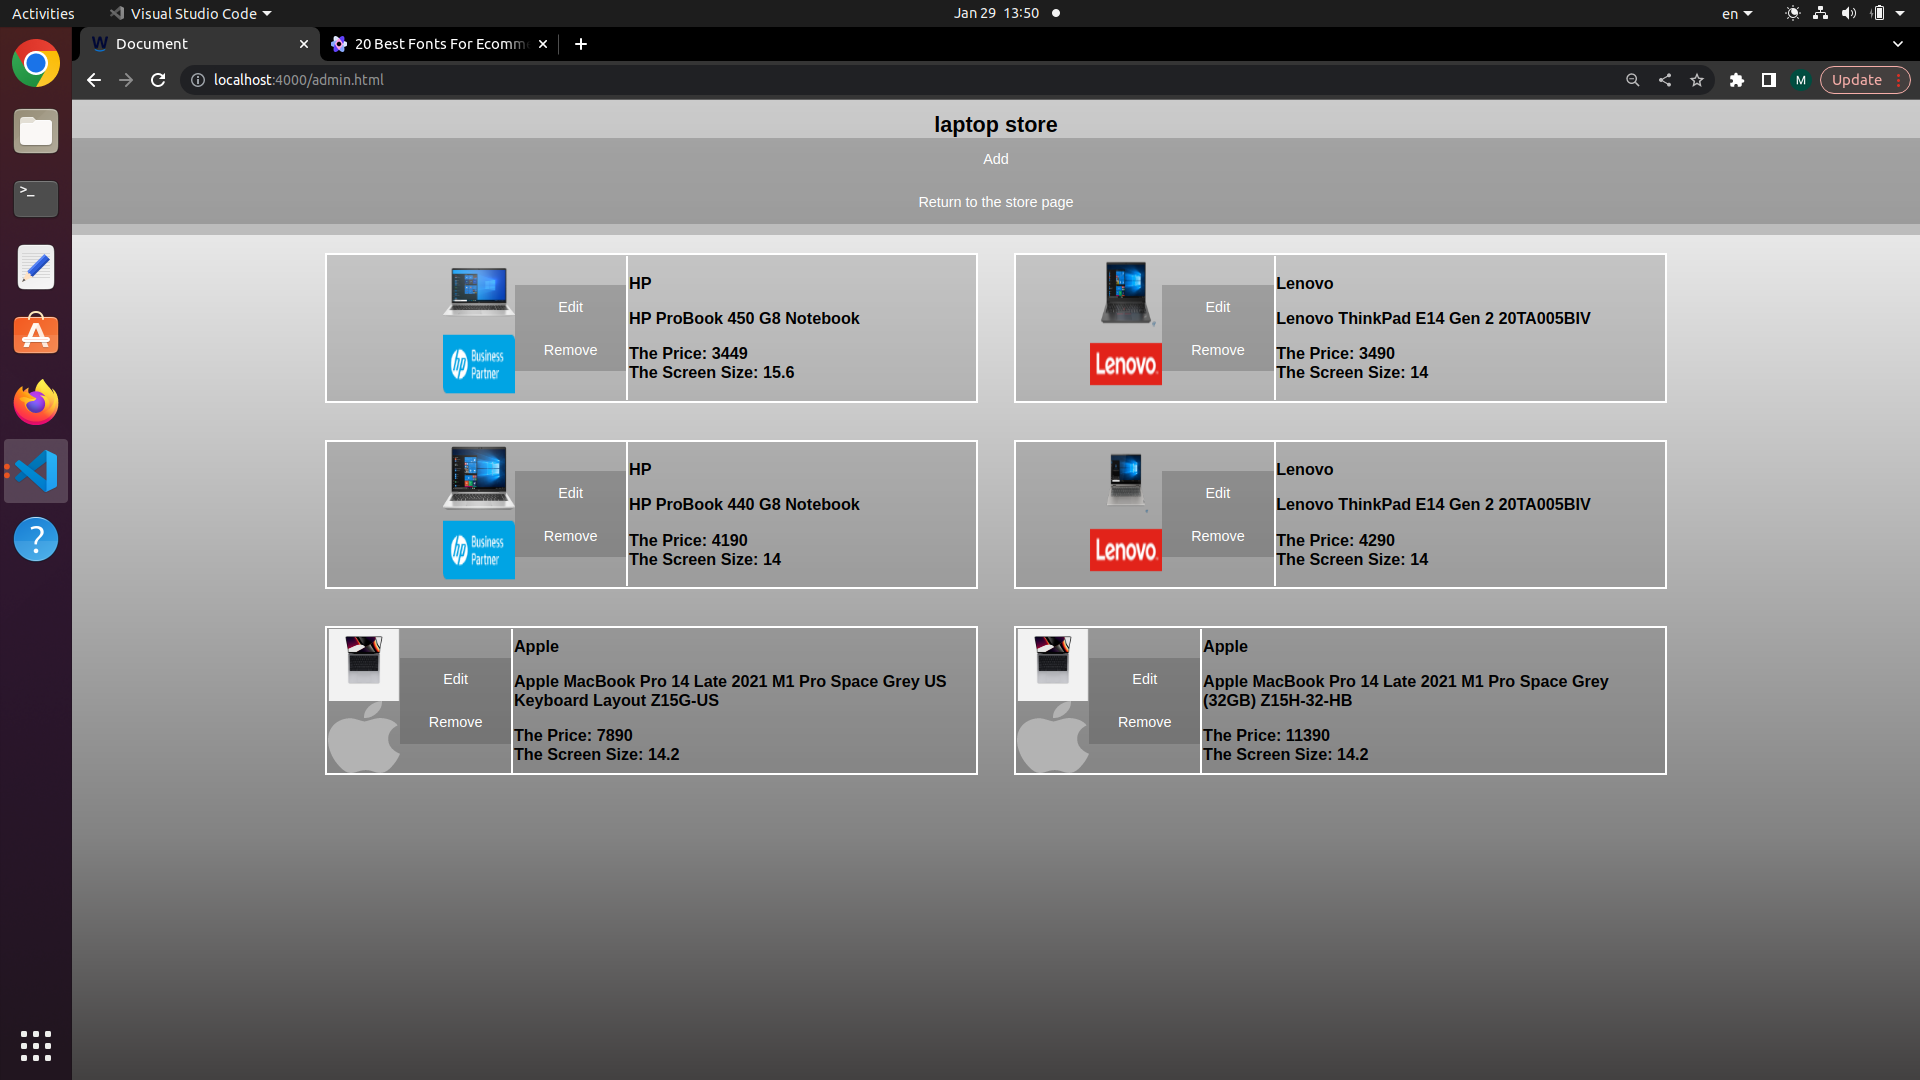 Activities
Visual Studio Code
Jan 29 13:50
en
Document
20 Best Fonts For Ecomm
localhost:4000/admin.html
M
Update
laptop store
Add
Return to the store page
Edit
Remove
hp Business Partner
HP
HP ProBook 450 G8 Notebook
The Price: 3449
The Screen Size: 15.6
Edit
Remove
Lenovo
Lenovo
Lenovo ThinkPad E14 Gen 2 20TA005BIV
The Price: 3490
The Screen Size: 14
Edit
Remove
hp Business Partner
HP
HP ProBook 440 G8 Notebook
The Price: 4190
The Screen Size: 14
Edit
Remove
Lenovo
Lenovo
Lenovo ThinkPad E14 Gen 2 20TA005BIV
The Price: 4290
The Screen Size: 14
Edit
Remove
Apple
Apple MacBook Pro 14 Late 2021 M1 Pro Space Grey US
Keyboard Layout Z15G-US
The Price: 7890
The Screen Size: 14.2
Edit
Remove
Apple
Apple MacBook Pro 14 Late 2021 M1 Pro Space Grey
(32GB) Z15H-32-HB
The Price: 11390
The Screen Size: 14.2